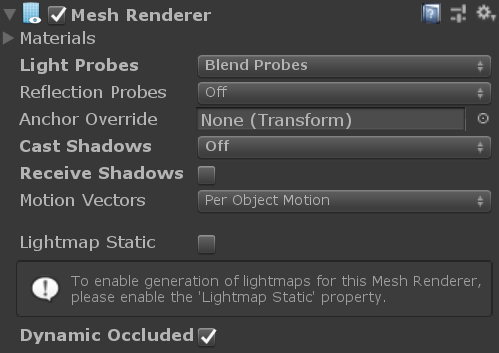 Mesh Renderer
Materials
Light Probes Blend Probes
Reflection Probes Off
Anchor Override None (Transform)
Cast Shadows Off
Receive Shadows
Motion Vectors Per Object Motion
Lightmap Static
To enable generation of lightmaps for this Mesh Renderer,
please enable the 'Lightmap Static' property.
Dynamic Occluded